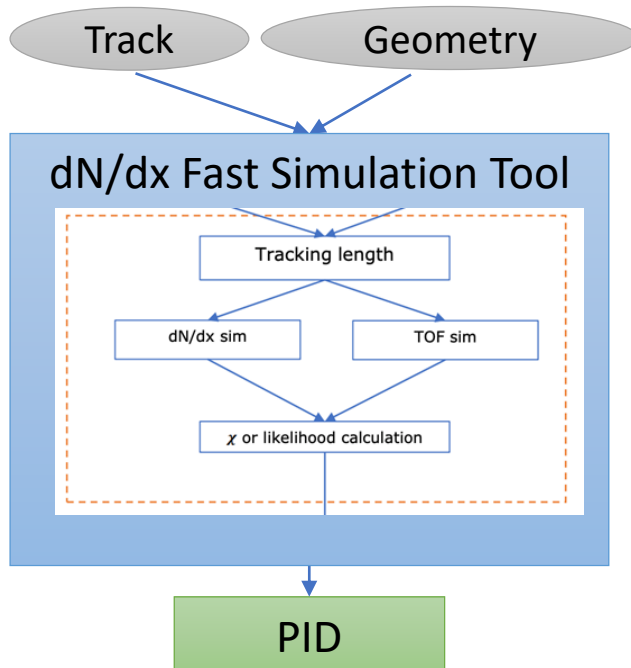 Track
Geometry
dN/dx Fast Simulation Tool
Tracking length
dN/dx sim
TOF sim
χ or likelihood calculation
PID